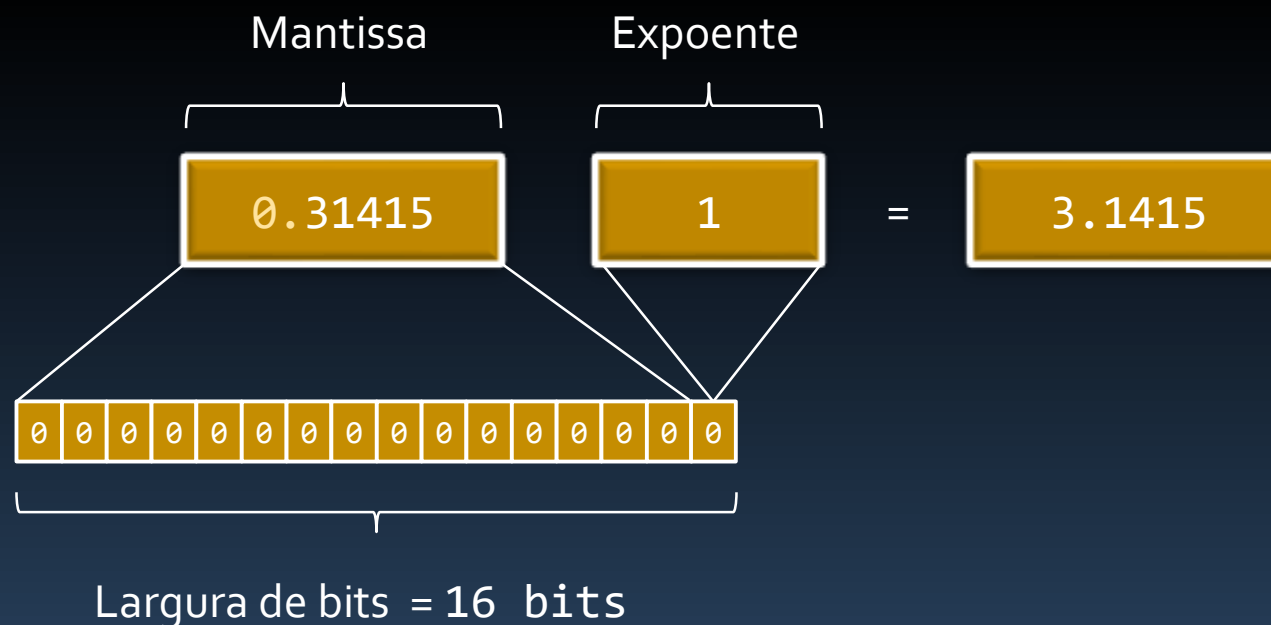 Mantissa Expoente
0.31415 1 = 3.1415
0 0 0 0 0 0 0 0 0 0 0 0 0 0 0 0
Largura de bits = 16 bits